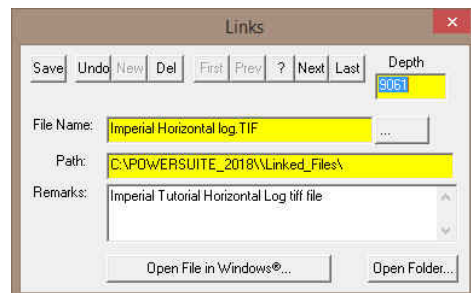 Links
Save Undo New Del First Prev ? Next Last Depth
9061
File Name: Imperial Horizontal log.TIF ...
Path: C:\POWERSUITE_2018\\Linked_Files\
Remarks: Imperial Tutorial Horizontal Log tiff file
Open File in Windows®... Open Folder...